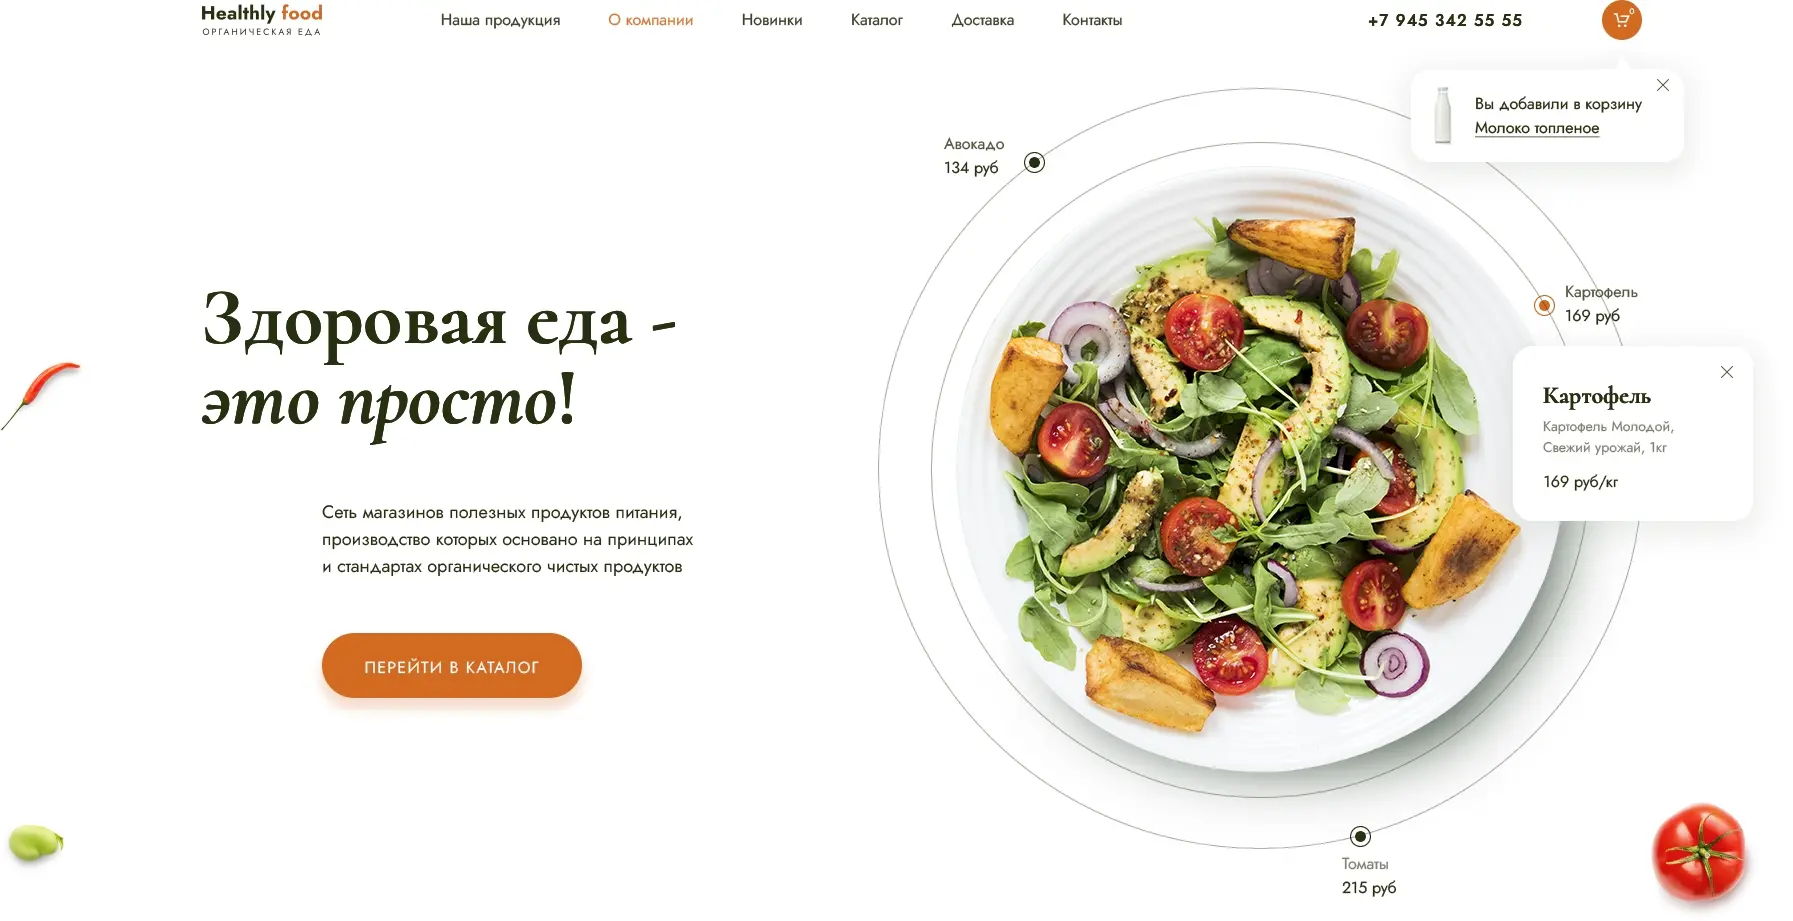 Healthly food
ОРГАНИЧЕСКАЯ ЕДА
Наша продукция
О компании
Новинки
Каталог
Доставка
Контакты
+7 945 342 55 55
0
Вы добавили в корзину
Молоко топленое
Авокадо
134 руб
Картофель
169 руб
Здоровая еда -
это просто!
Картофель
Картофель Молодой,
Свежий урожай, 1кг
169 руб/кг
Сеть магазинов полезных продуктов питания,
производство которых основано на принципах
и стандартах органического чистых продуктов
ПЕРЕЙТИ В КАТАЛОГ
Томаты
215 руб